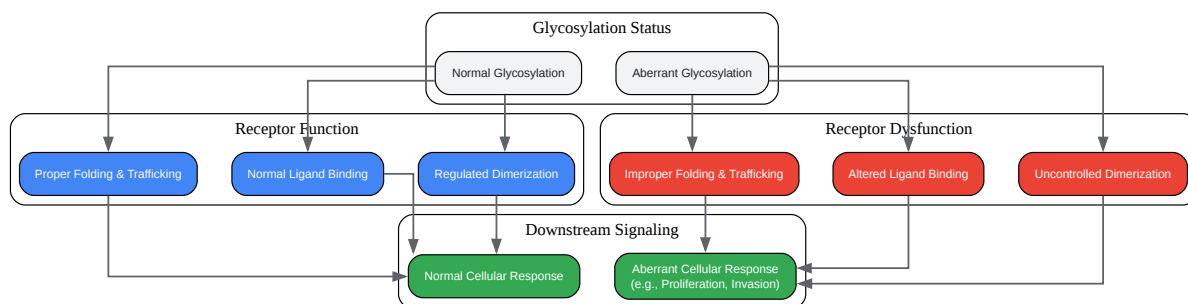 Glycosylation Status
Normal Glycosylation
Aberrant Glycosylation
Receptor Function
Receptor Dysfunction
Proper Folding & Trafficking
Normal Ligand Binding
Regulated Dimerization
Improper Folding & Trafficking
Altered Ligand Binding
Uncontrolled Dimerization
Downstream Signaling
Normal Cellular Response
Aberrant Cellular Response
(e.g., Proliferation, Invasion)